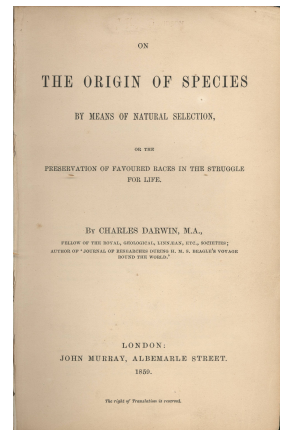 ON
THE ORIGIN OF SPECIES
BY MEANS OF NATURAL SELECTION,
OR THE
PRESERVATION OF FAVOURED RACES IN THE STRUGGLE
FOR LIFE.
BY CHARLES DARWIN, M.A.,
FELLOW OF THE ROYAL, GEOLOGICAL, LINNÆAN, ETC., SOCIETIES;
AUTHOR OF ‘JOURNAL OF RESEARCHES DURING H. M. S. BEAGLE’S VOYAGE
ROUND THE WORLD.’
LONDON:
JOHN MURRAY, ALBEMARLE STREET.
1859.
The right of Translation is reserved.